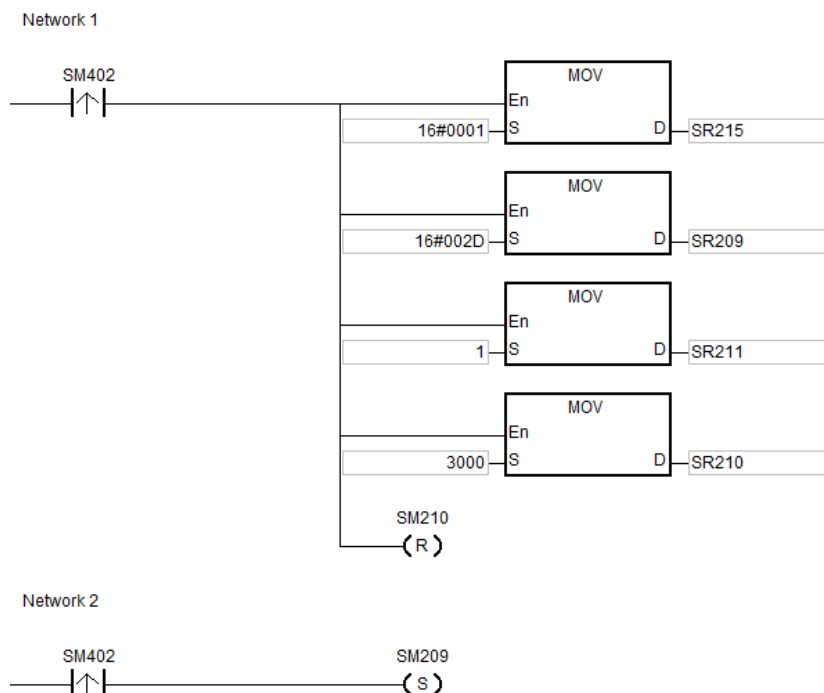 Network 1
SM402
MOV
En
16#0001 S D SR215
MOV
En
16#002D S D SR209
MOV
En
1 S D SR211
MOV
En
3000 S D SR210
SM210
R
Network 2
SM402 SM209
S